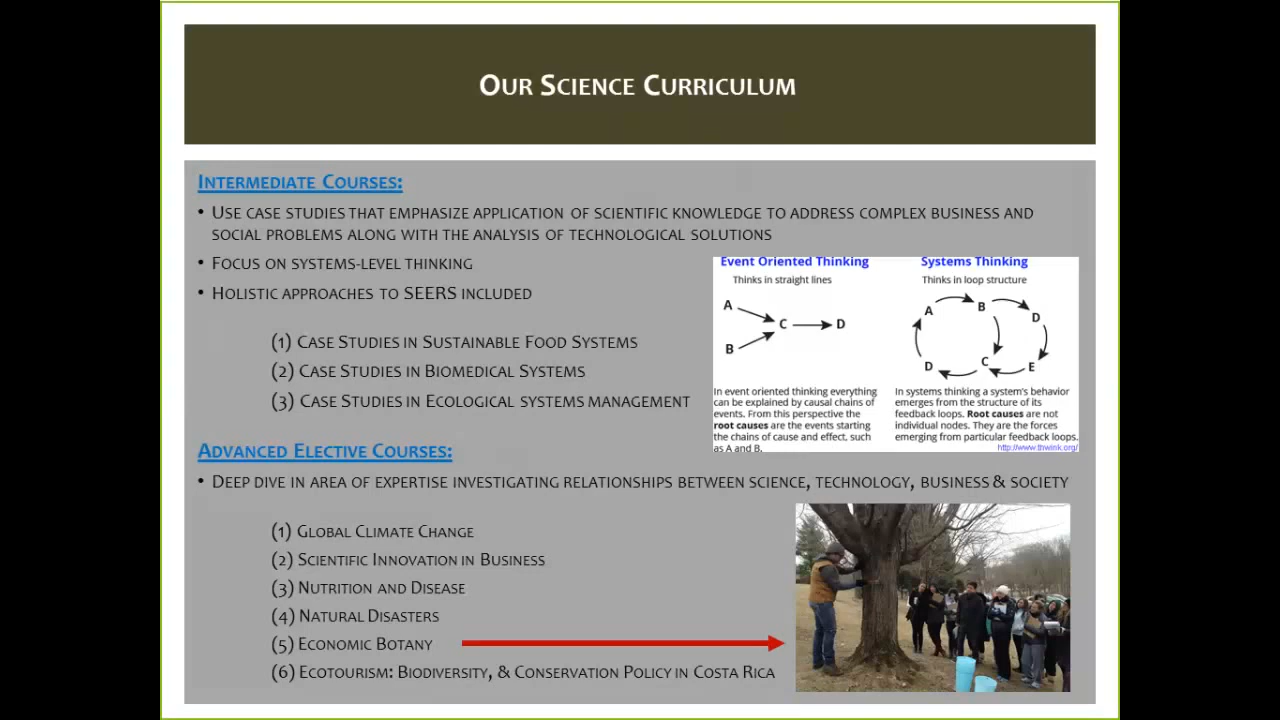 OUR SCIENCE CURRICULUM
INTERMEDIATE COURSES:
• USE CASE STUDIES THAT EMPHASIZE APPLICATION OF SCIENTIFIC KNOWLEDGE TO ADDRESS COMPLEX BUSINESS AND
SOCIAL PROBLEMS ALONG WITH THE ANALYSIS OF TECHNOLOGICAL SOLUTIONS
• FOCUS ON SYSTEMS-LEVEL THINKING
• HOLISTIC APPROACHES TO SEERS INCLUDED
(1) CASE STUDIES IN SUSTAINABLE FOOD SYSTEMS
(2) CASE STUDIES IN BIOMEDICAL SYSTEMS
(3) CASE STUDIES IN ECOLOGICAL SYSTEMS MANAGEMENT
Event Oriented Thinking
Thinks in straight lines
A
B
C
D
In event oriented thinking everything
can be explained by causal chains of
events. From this perspective the
root causes are the events starting
the chains of cause and effect, such
as A and B.
Systems Thinking
Thinks in loop structure
A
B
D
D
C
E
In systems thinking a system's behavior
emerges from the structure of its
feedback loops. Root causes are not
individual nodes. They are the forces
emerging from particular feedback loops.
http://www.thwink.org/
ADVANCED ELECTIVE COURSES:
• DEEP DIVE IN AREA OF EXPERTISE INVESTIGATING RELATIONSHIPS BETWEEN SCIENCE, TECHNOLOGY, BUSINESS & SOCIETY
(1) GLOBAL CLIMATE CHANGE
(2) SCIENTIFIC INNOVATION IN BUSINESS
(3) NUTRITION AND DISEASE
(4) NATURAL DISASTERS
(5) ECONOMIC BOTANY
(6) ECOTOURISM: BIODIVERSITY, & CONSERVATION POLICY IN COSTA RICA